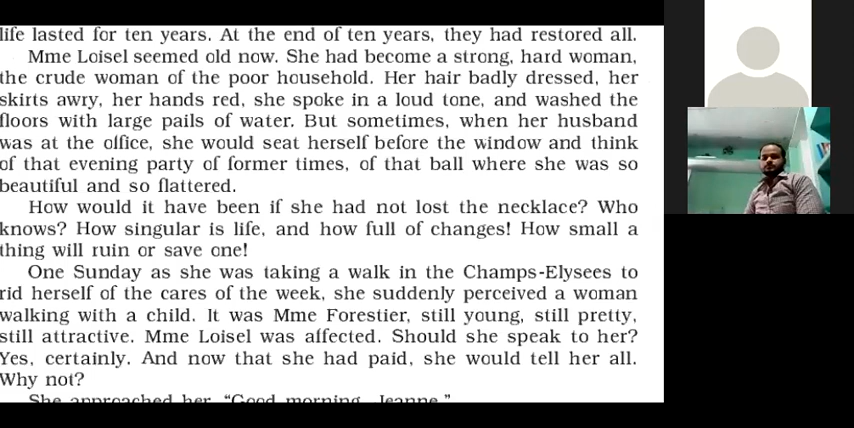 life lasted for ten years. At the end of ten years, they had restored all.
Mme Loisel seemed old now. She had become a strong, hard woman,
the crude woman of the poor household. Her hair badly dressed, her
skirts awry, her hands red, she spoke in a loud tone, and washed the
floors with large pails of water. But sometimes, when her husband
was at the office, she would seat herself before the window and think
of that evening party of former times, of that ball where she was so
beautiful and so flattered.
How would it have been if she had not lost the necklace? Who
knows? How singular is life, and how full of changes! How small a
thing will ruin or save one!
One Sunday as she was taking a walk in the Champs-Elysees to
rid herself of the cares of the week, she suddenly perceived a woman
walking with a child. It was Mme Forestier, still young, still pretty,
still attractive. Mme Loisel was affected. Should she speak to her?
Yes, certainly. And now that she had paid, she would tell her all.
Why not?
She approached her. “Good morning, Jeanne.”